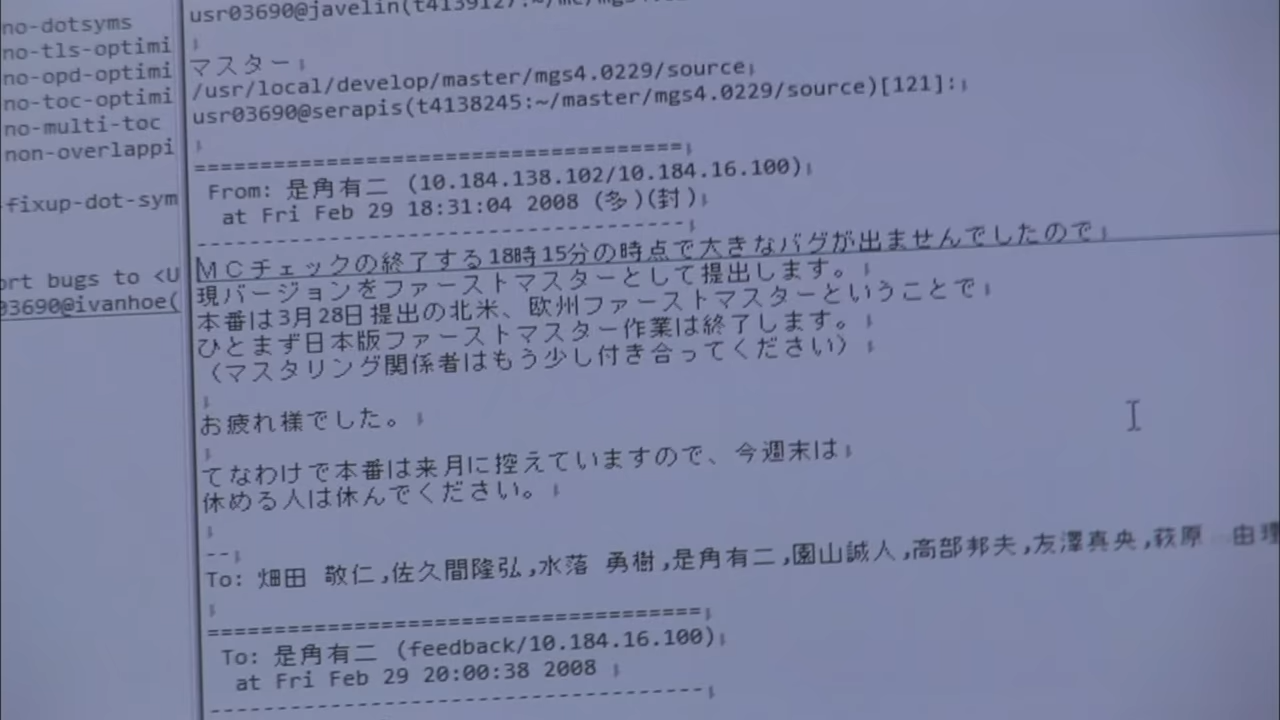 no-dotsyms
no-tls-optimi
no-opd-optimi
no-toc-optimi
no-multi-toc
non-overlappi
-fixup-dot-sym
ort bugs to <U
03690@ivanhoe(
usr03690@javelin(t4139127:~/mc/mgs4.
マスター
/usr/local/develop/master/mgs4.0229/source
usr03690@serapis(t4138245:~/master/mgs4.0229/source)[121]:
====================================
From: 是角有二 (10.184.138.102/10.184.16.100)
at Fri Feb 29 18:31:04 2008 (多)(封)
------------------------------------
ＭＣチェックの終了する18時15分の時点で大きなバグが出ませんでしたので
現バージョンをファーストマスターとして提出します。
本番は3月28日提出の北米、欧州ファーストマスターということで
ひとまず日本版ファーストマスター作業は終了します。
（マスタリング関係者はもう少し付き合ってください）
お疲れ様でした。
てなわけで本番は来月に控えていますので、今週末は
休める人は休んでください。
--
To: 畑田 敬仁,佐久間隆弘,水落 勇樹,是角有二,園山誠人,高部邦夫,友澤真央,萩原 由理
====================================
To: 是角有二 (feedback/10.184.16.100)
at Fri Feb 29 20:00:38 2008
------------------------------------